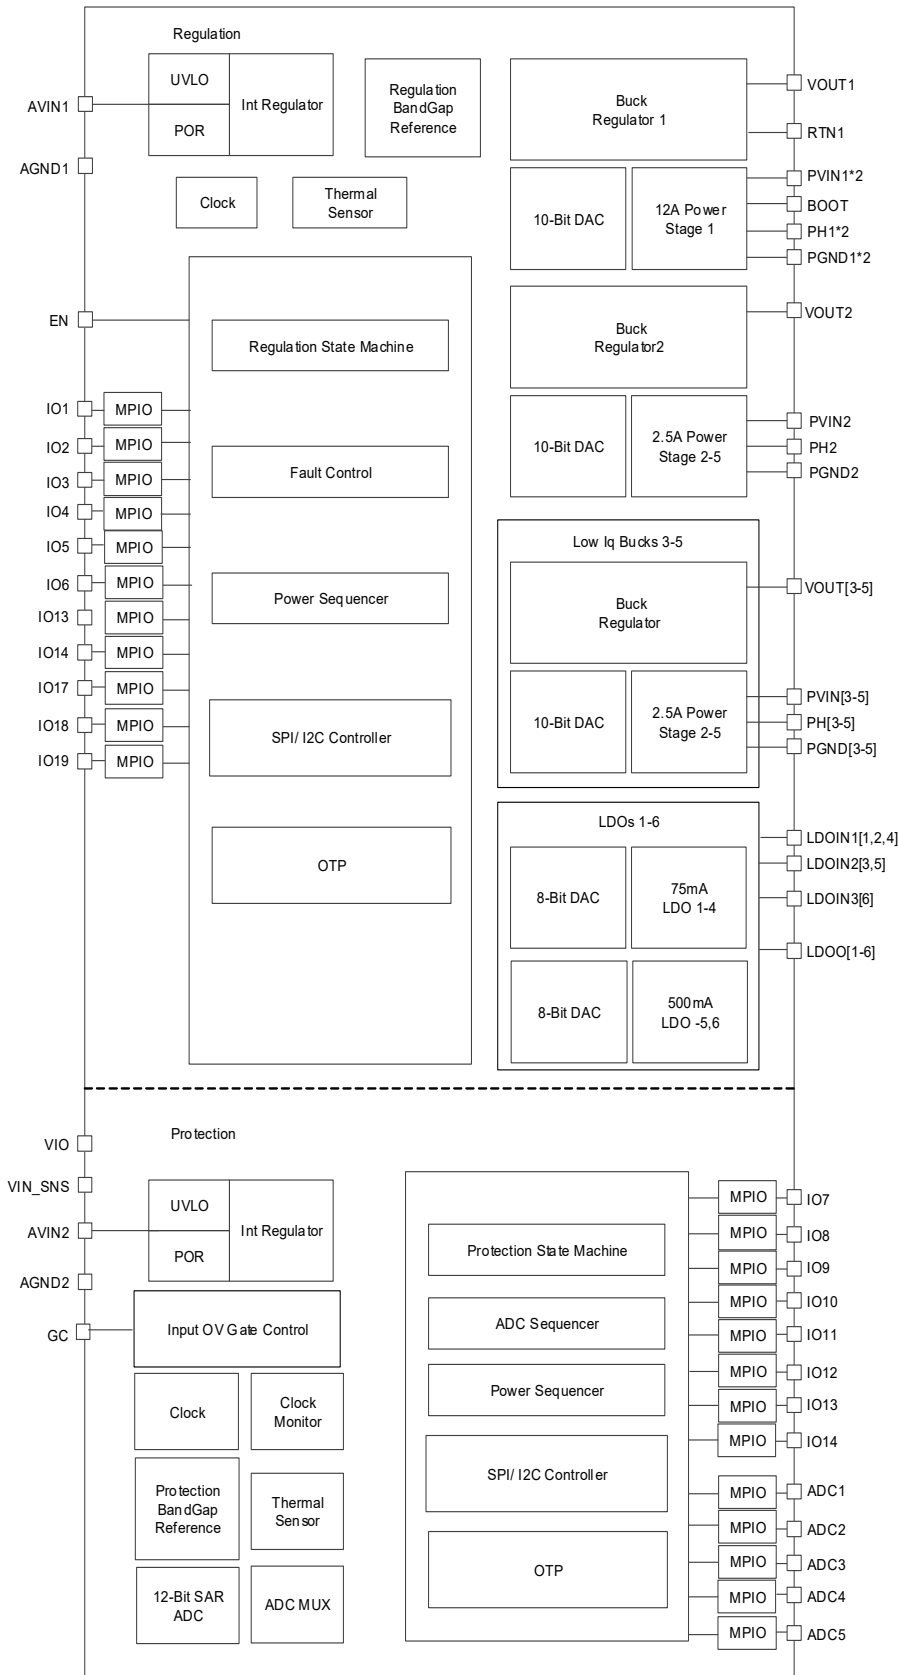 Regulation
UVLO
POR
Int Regulator
Regulation
BandGap
Reference
Clock
Thermal
Sensor
AVIN1
AGND1
EN
IO1
MPIO
IO2
MPIO
IO3
MPIO
IO4
MPIO
IO5
MPIO
IO6
MPIO
IO13
MPIO
IO14
MPIO
IO17
MPIO
IO18
MPIO
IO19
MPIO
Regulation State Machine
Fault Control
Power Sequencer
SPI/ I2C Controller
OTP
Buck
Regulator 1
10-Bit DAC
12A Power
Stage 1
VOUT1
RTN1
PVIN1*2
BOOT
PH1*2
PGND1*2
Buck
Regulator2
10-Bit DAC
2.5A Power
Stage 2-5
VOUT2
PVIN2
PH2
PGND2
Low Iq Bucks 3-5
Buck
Regulator
10-Bit DAC
2.5A Power
Stage 2-5
VOUT[3-5]
PVIN[3-5]
PH[3-5]
PGND[3-5]
LDOs 1-6
8-Bit DAC
75mA
LDO 1-4
8-Bit DAC
500mA
LDO -5,6
LDOIN1[1,2,4]
LDOIN2[3,5]
LDOIN3[6]
LDOO[1-6]
Protection
VIO
VIN_SNS
AVIN2
AGND2
GC
UVLO
POR
Int Regulator
Input OV Gate Control
Clock
Clock
Monitor
Protection
BandGap
Reference
Thermal
Sensor
12-Bit SAR
ADC
ADC MUX
Protection State Machine
ADC Sequencer
Power Sequencer
SPI/ I2C Controller
OTP
MPIO
IO7
MPIO
IO8
MPIO
IO9
MPIO
IO10
MPIO
IO11
MPIO
IO12
MPIO
IO13
MPIO
IO14
MPIO
ADC1
MPIO
ADC2
MPIO
ADC3
MPIO
ADC4
MPIO
ADC5